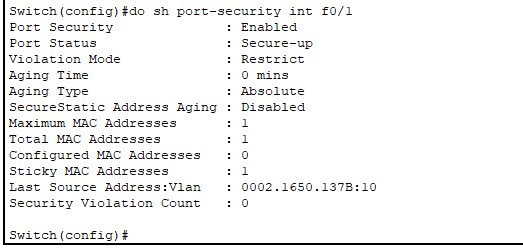 Switch(config)#do sh port-security int f0/1
Port Security              : Enabled
Port Status                : Secure-up
Violation Mode             : Restrict
Aging Time                 : 0 mins
Aging Type                 : Absolute
SecureStatic Address Aging : Disabled
Maximum MAC Addresses      : 1
Total MAC Addresses        : 1
Configured MAC Addresses   : 0
Sticky MAC Addresses       : 1
Last Source Address:Vlan   : 0002.1650.137B:10
Security Violation Count   : 0
Switch(config)#